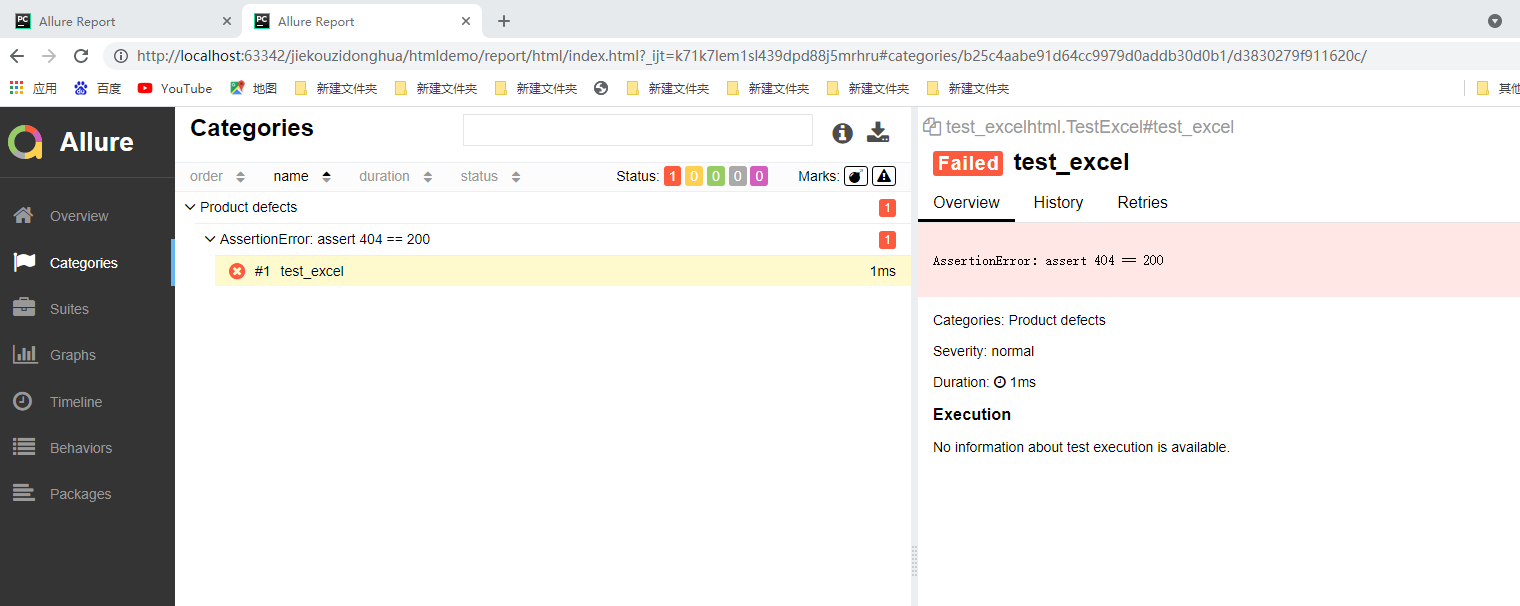 Allure Report
Allure Report
http://localhost:63342/jiekouzidonghua/htmldemo/report/html/index.html?_ijt=k71k7lem1sl439dpd88j5mrhru#categories/b25c4aabe91d64cc9979d0addb30d0b1/d3830279f911620c/
应用 百度 YouTube 地图 新建文件夹 新建文件夹 新建文件夹 新建文件夹 新建文件夹 新建文件夹 新建文件夹 其他
Allure
Overview
Categories
Suites
Graphs
Timeline
Behaviors
Packages
Categories
order name duration status Status: 1 0 0 0 0 Marks:
Product defects 1
AssertionError: assert 404 == 200 1
#1 test_excel 1ms
test_excelhtml.TestExcel#test_excel
Failed test_excel
Overview History Retries
AssertionError: assert 404 == 200
Categories: Product defects
Severity: normal
Duration: 1ms
Execution
No information about test execution is available.